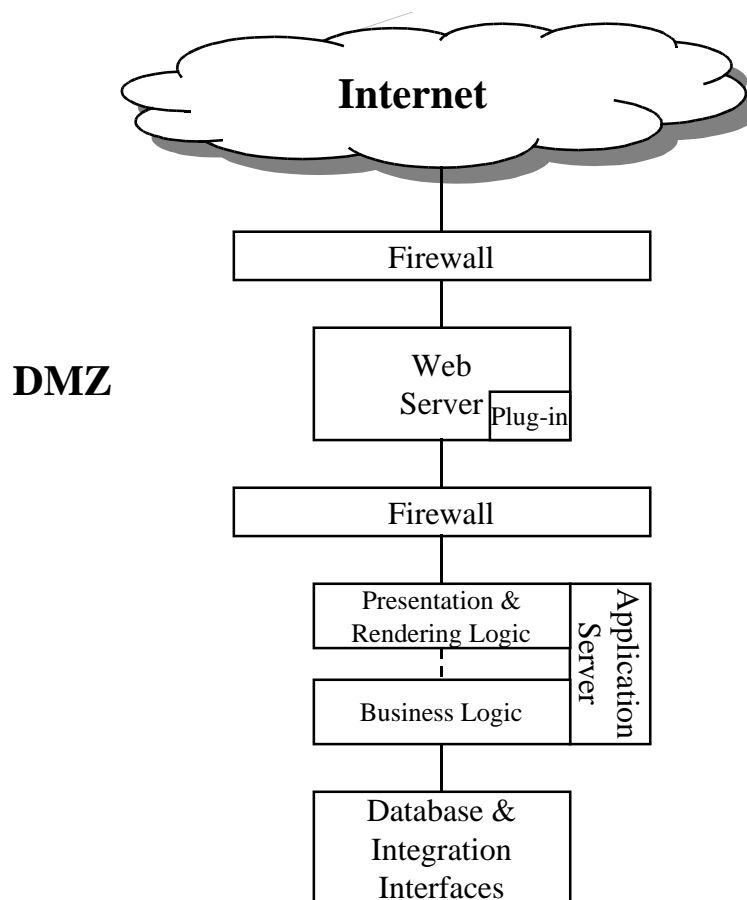 Internet
Firewall
Web
Server
Plug-in
DMZ
Firewall
Presentation &
Rendering Logic
Application
Server
Business Logic
Database &
Integration
Interfaces